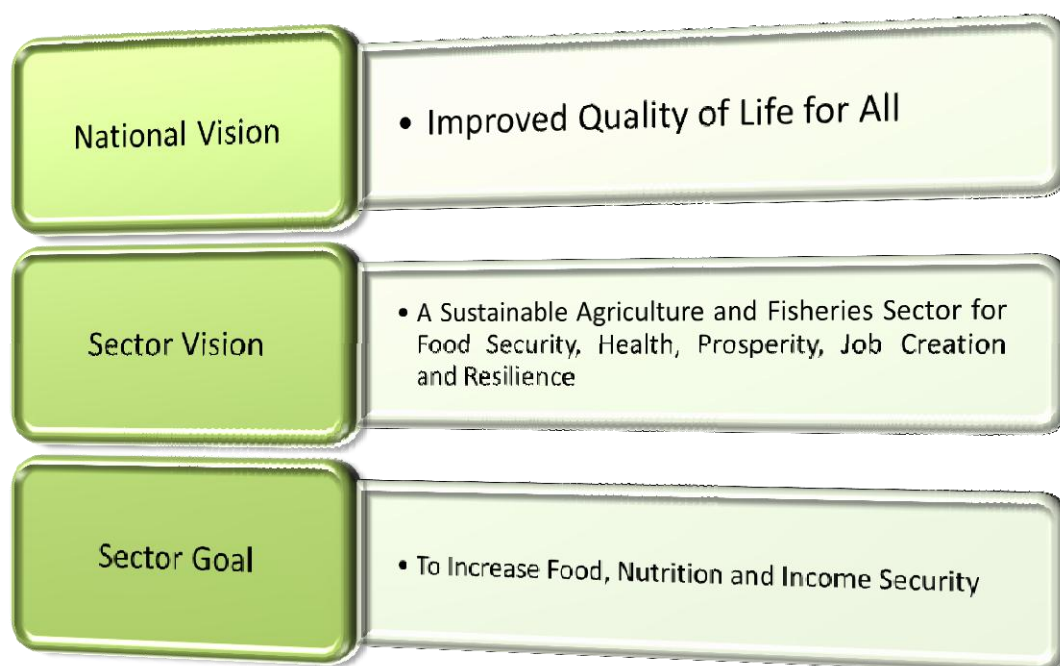 National Vision
• Improved Quality of Life for All
Sector Vision
• A Sustainable Agriculture and Fisheries Sector for
Food Security, Health, Prosperity, Job Creation
and Resilience
Sector Goal
• To Increase Food, Nutrition and Income Security